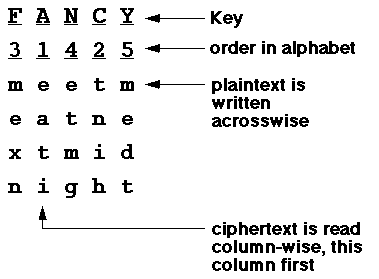 F A N C Y Key
3 1 4 2 5 order in alphabet
m e e t m plaintext is
written
e a t n e acrosswise
x t m i d
n i g h t
ciphertext is read
column-wise, this
column first